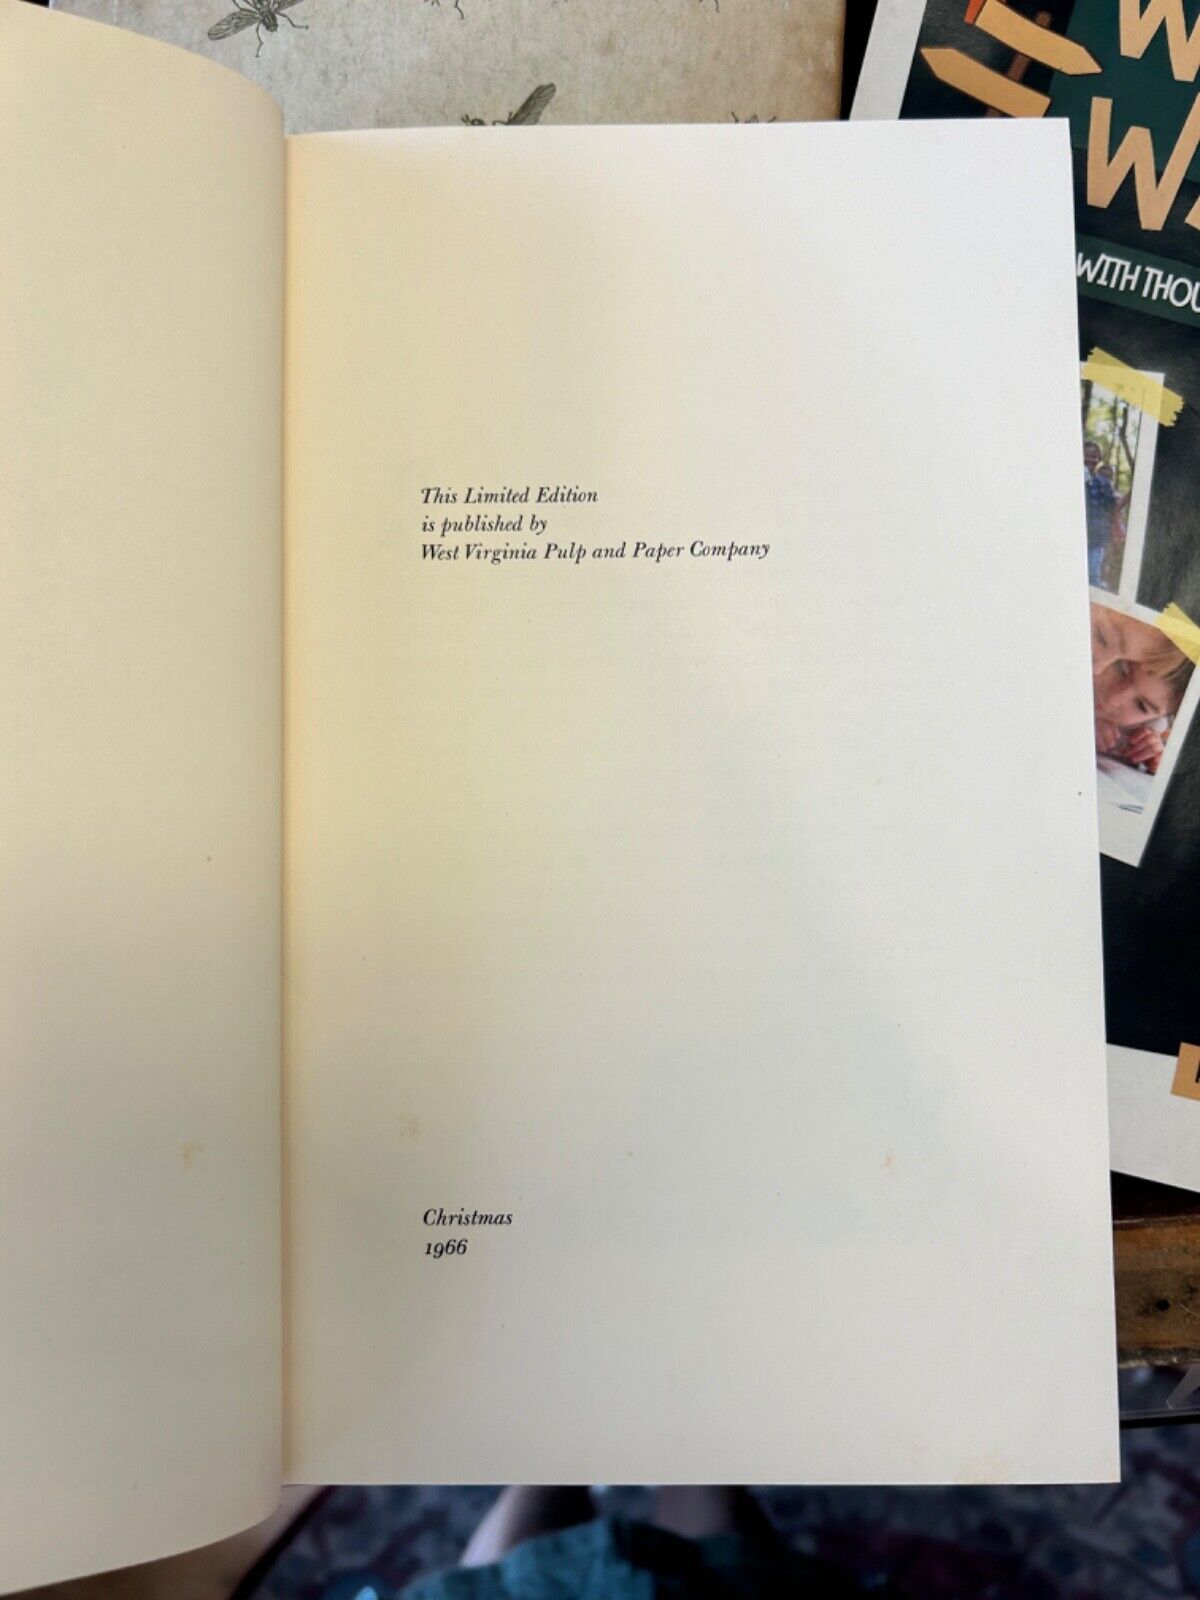 This Limited Edition
is published by
West Virginia Pulp and Paper Company
Christmas
1966
WITH THOU